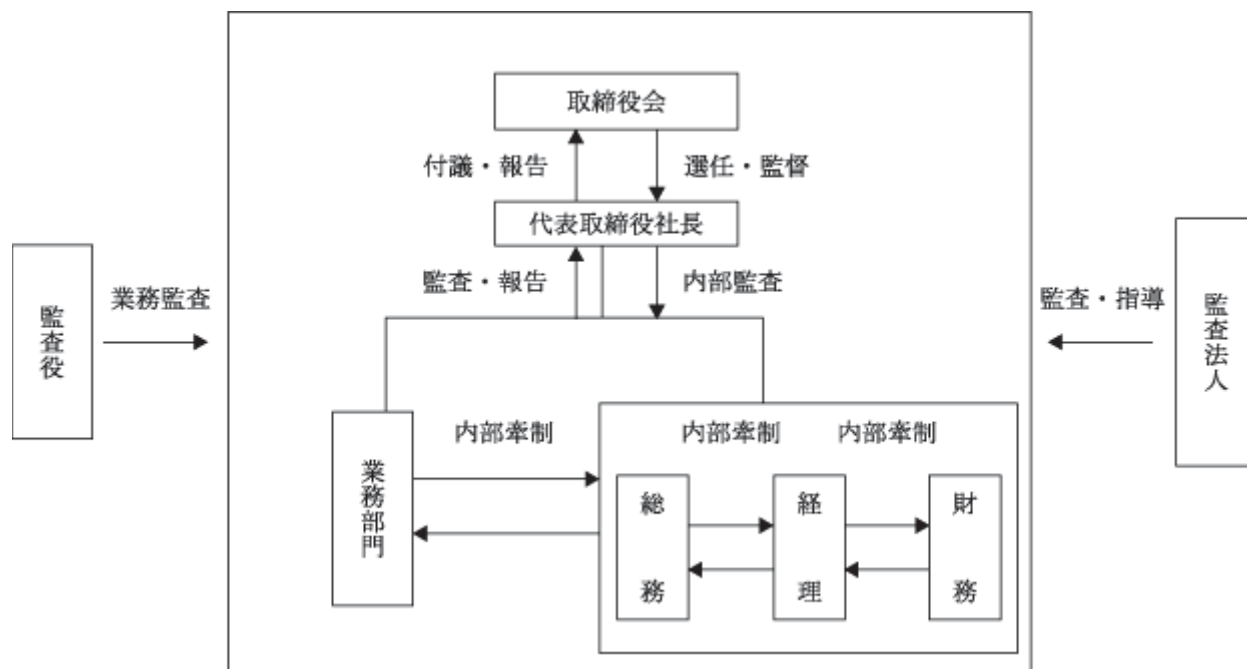 取締役会
付議・報告
選任・監督
代表取締役社長
監査・報告
内部監査
監査役
業務監査
監査・指導
監査法人
業務部門
内部牽制
内部牽制
内部牽制
総務
経理
財務